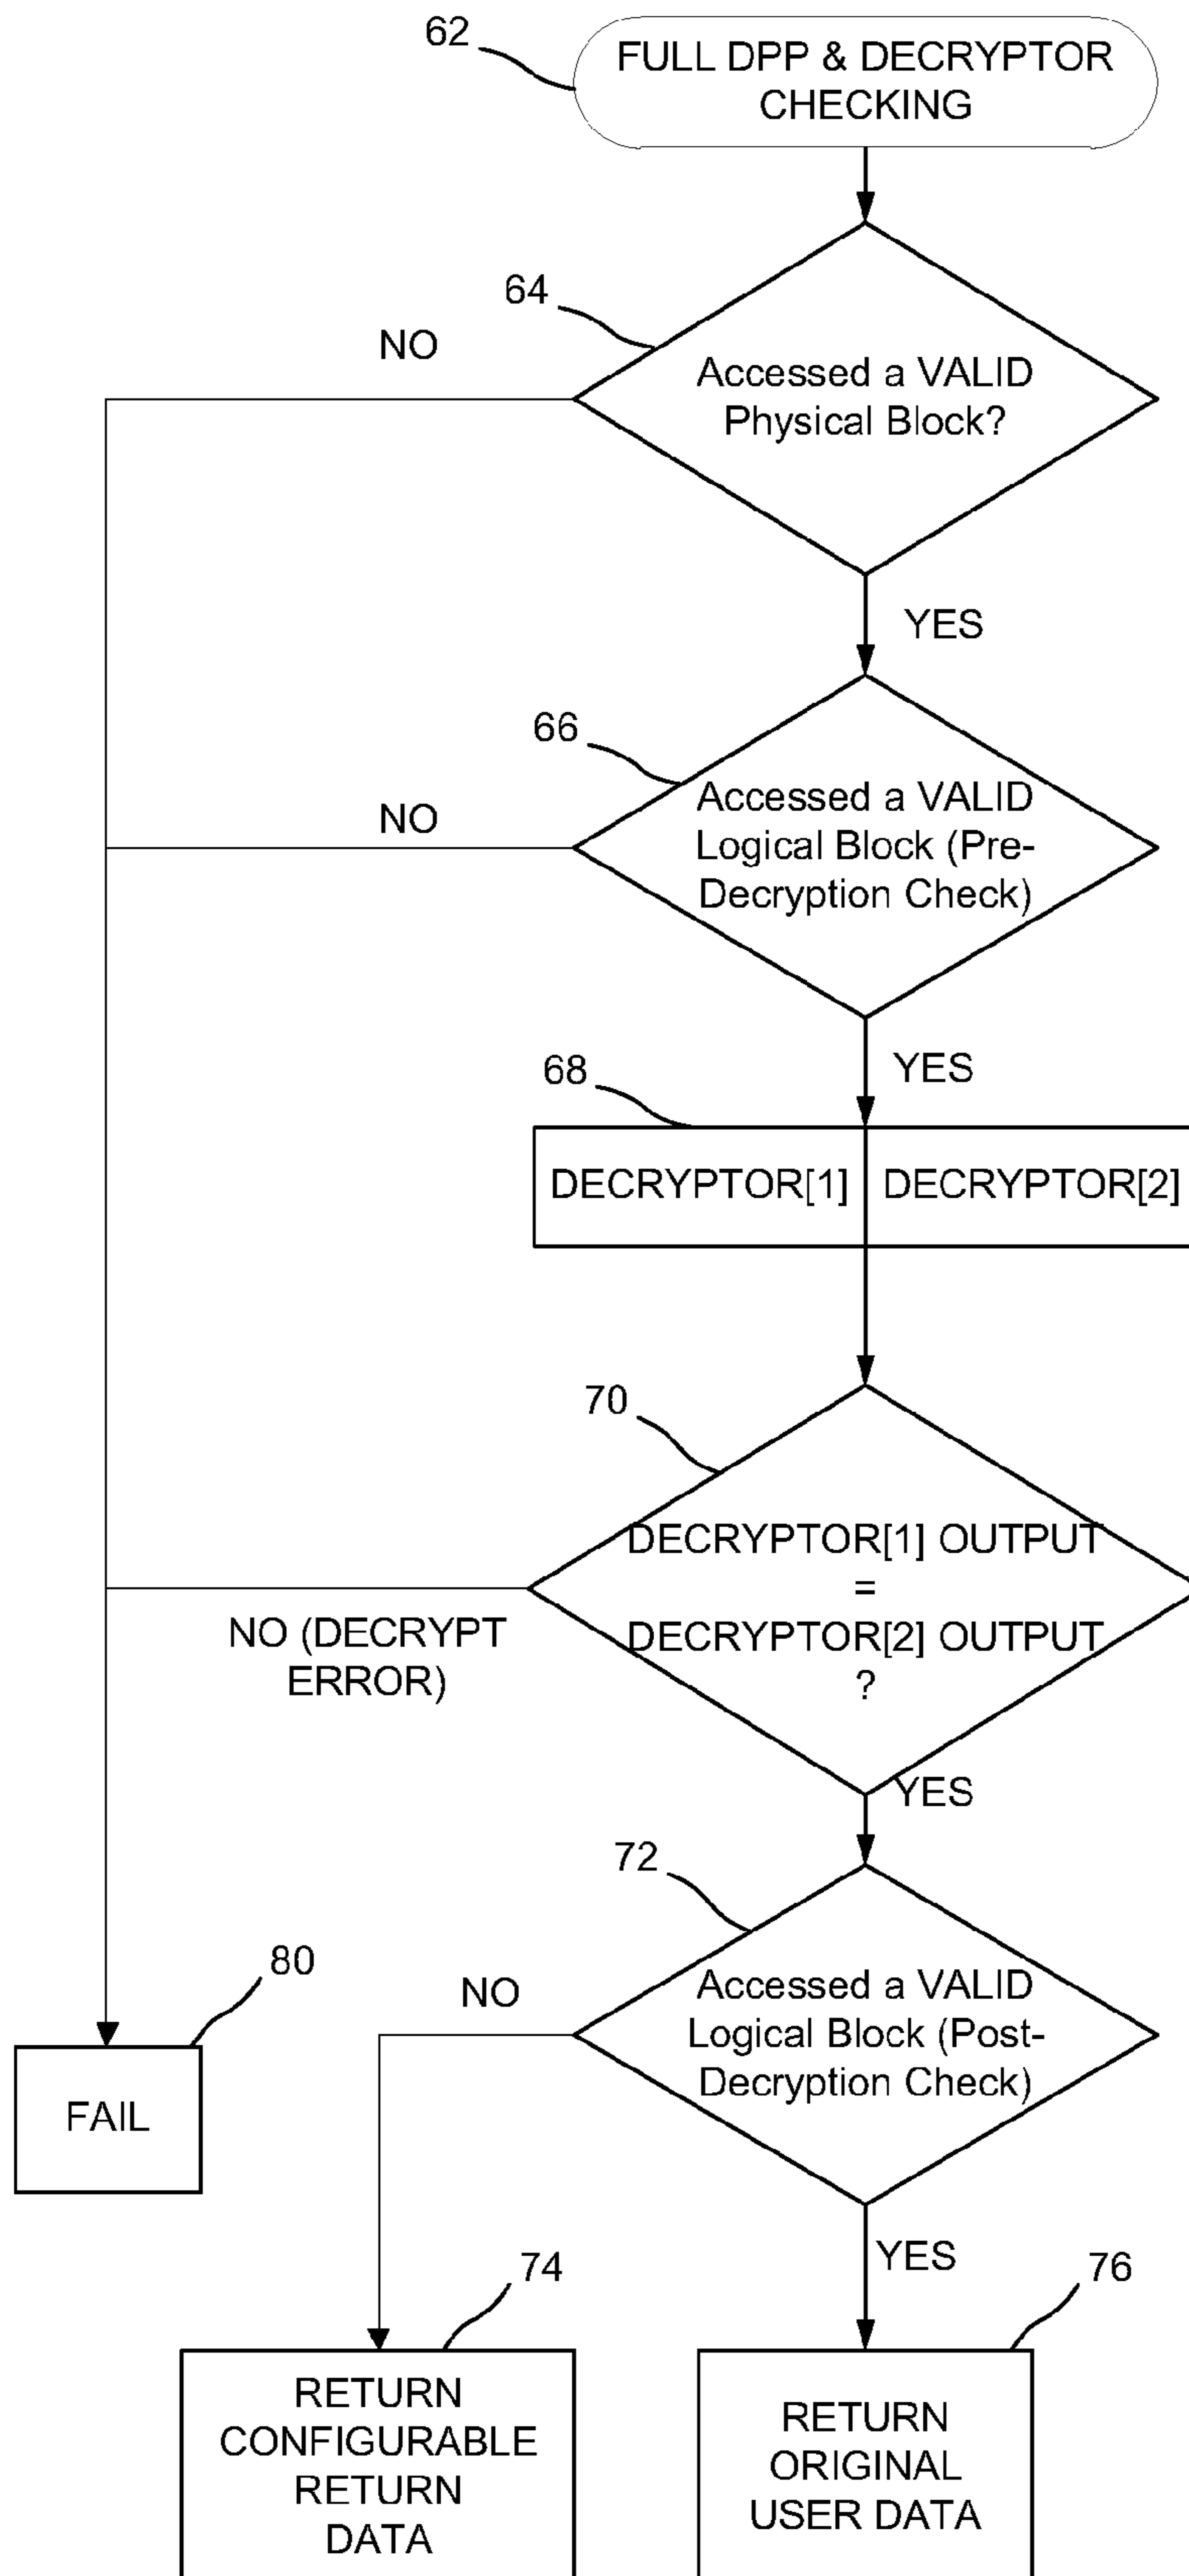 62
FULL DPP & DECRYPTOR
CHECKING
64
NO
Accessed a VALID
Physical Block?
YES
66
NO
Accessed a VALID
Logical Block (Pre-
Decryption Check)
YES
68
DECRYPTOR[1]
DECRYPTOR[2]
70
DECRYPTOR[1] OUTPUT
=
DECRYPTOR[2] OUTPUT
?
NO (DECRYPT
ERROR)
YES
72
NO
Accessed a VALID
Logical Block (Post-
Decryption Check)
80
FAIL
YES
74
RETURN
CONFIGURABLE
RETURN
DATA
76
RETURN
ORIGINAL
USER DATA